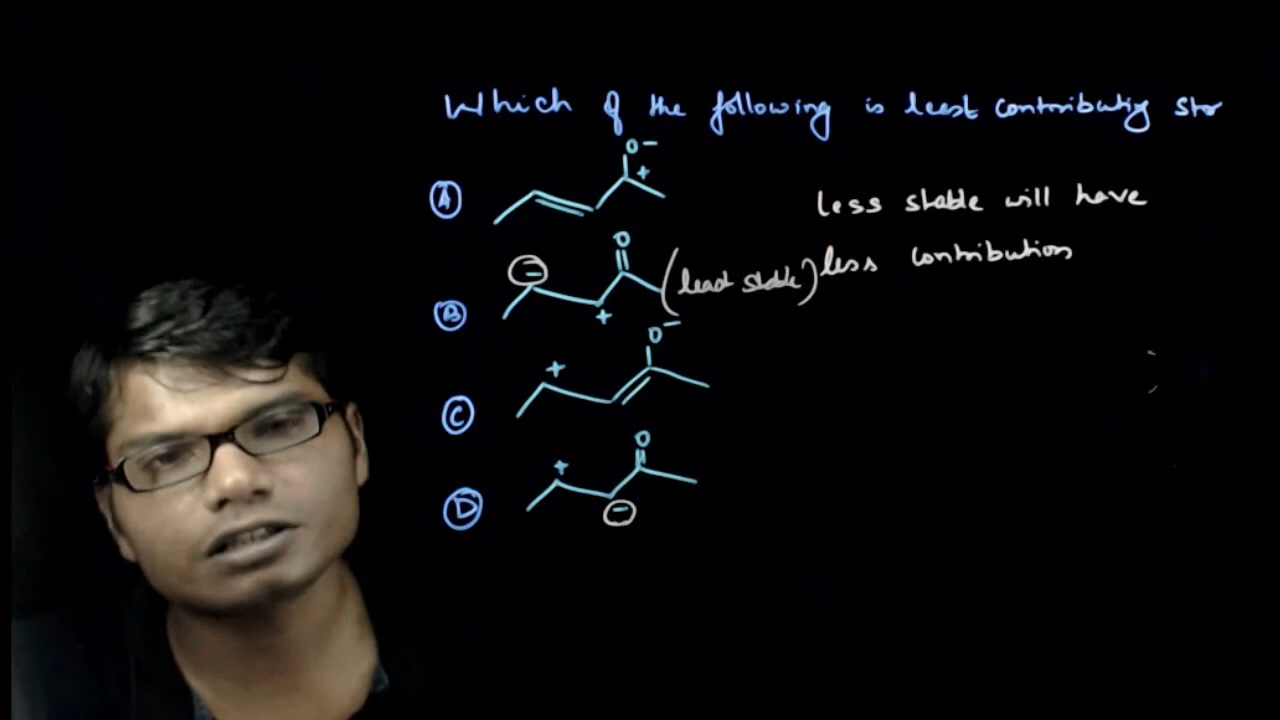 Which of the following is least contributing str
A
O−
+
less stable will have
B
−
O
+
(least stable)
less contribution
C
+
O−
D
+
O
−